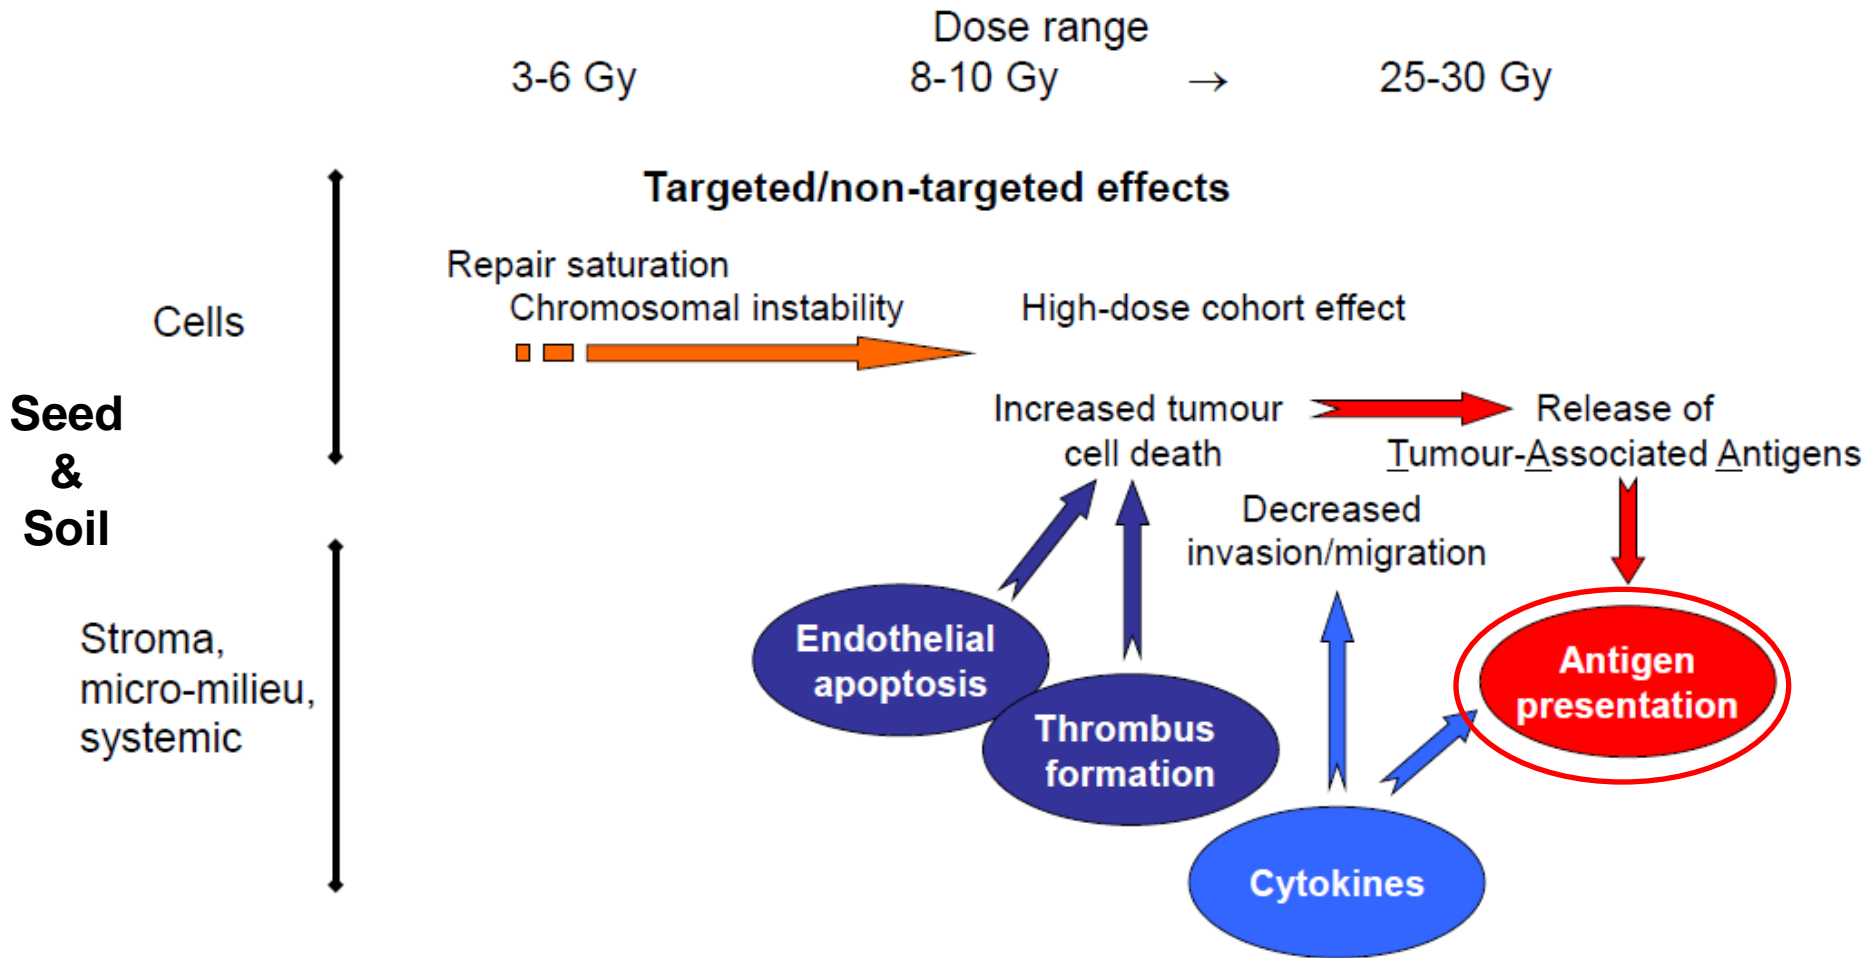 Dose range
3-6 Gy 8-10 Gy → 25-30 Gy
Targeted/non-targeted effects
Repair saturation
Chromosomal instability
High-dose cohort effect
Cells
Seed
&
Soil
Increased tumour
cell death
Release of
Tumour-Associated Antigens
Decreased
invasion/migration
Stroma,
micro-milieu,
systemic
Endothelial
apoptosis
Thrombus
formation
Antigen
presentation
Cytokines